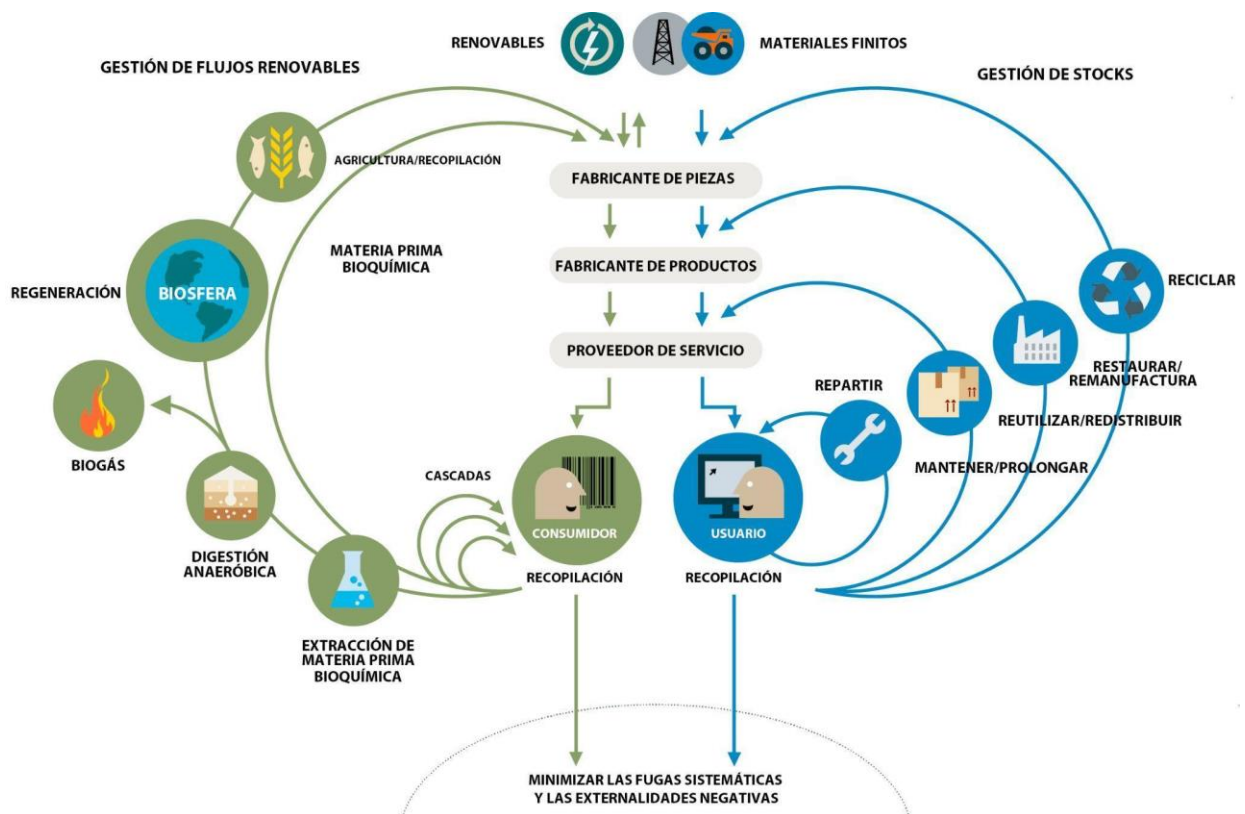 RENOVABLES
MATERIALES FINITOS
GESTIÓN DE FLUJOS RENOVABLES
GESTIÓN DE STOCKS
AGRICULTURA/RECOPILACIÓN
FABRICANTE DE PIEZAS
MATERIA PRIMA
BIOQUÍMICA
FABRICANTE DE PRODUCTOS
REGENERACIÓN
BIOSFERA
RECICLAR
PROVEEDOR DE SERVICIO
RESTAURAR/
REMANUFACTURA
REPARTIR
REUTILIZAR/REDISTRIBUIR
BIOGÁS
MANTENER/PROLONGAR
CASCADAS
CONSUMIDOR
USUARIO
DIGESTIÓN
ANAERÓBICA
RECOPILACIÓN
RECOPILACIÓN
EXTRACCIÓN DE
MATERIA PRIMA
BIOQUÍMICA
MINIMIZAR LAS FUGAS SISTEMÁTICAS
Y LAS EXTERNALIDADES NEGATIVAS